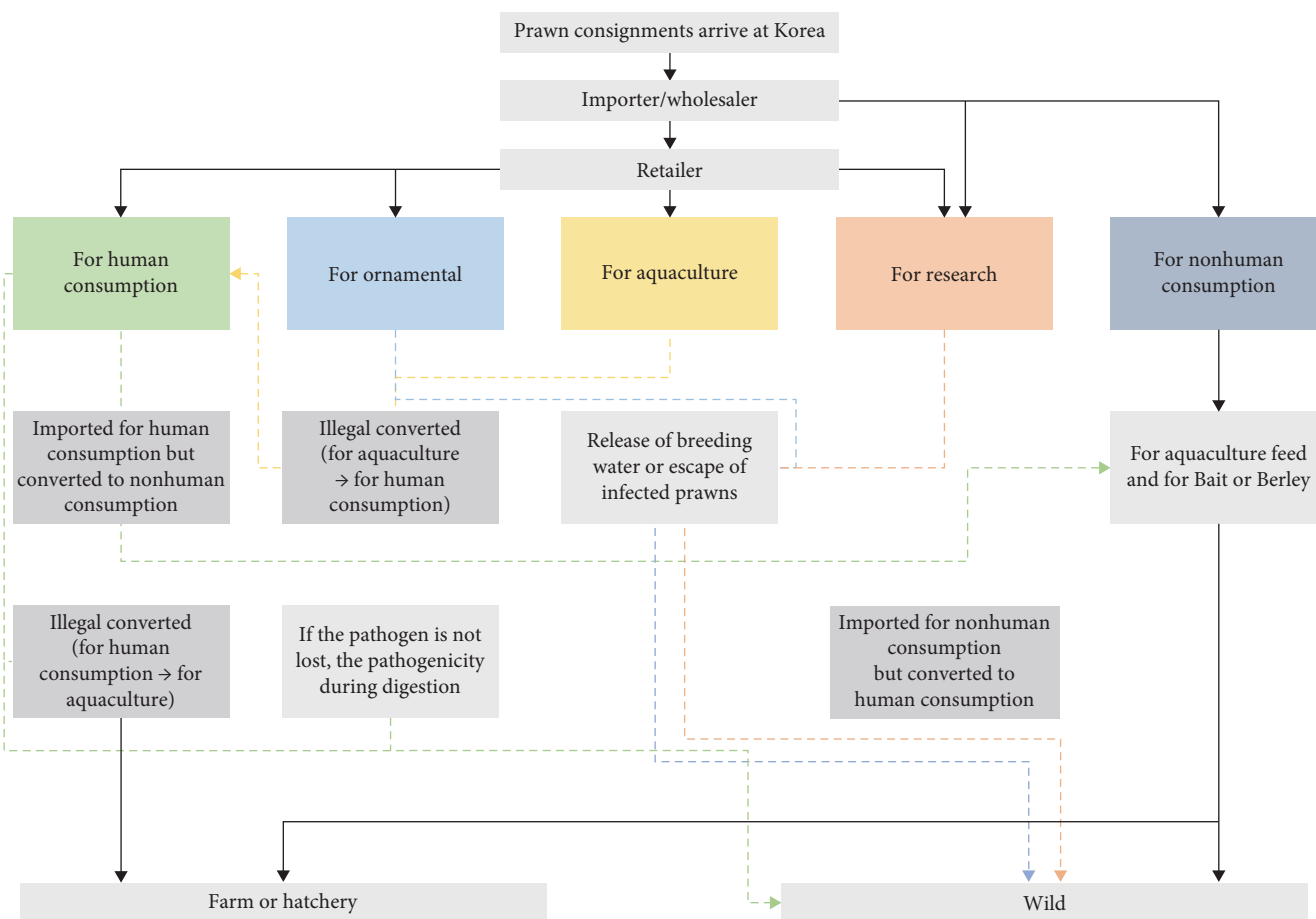 Prawn consignments arrive at Korea
Importer/wholesaler
Retailer
For human
consumption
For ornamental
For aquaculture
For research
For nonhuman
consumption
Imported for human
consumption but
converted to nonhuman
consumption
Illegal converted
(for aquaculture
→ for human
consumption)
Release of breeding
water or escape of
infected prawns
For aquaculture feed
and for Bait or Berley
Illegal converted
(for human
consumption → for
aquaculture)
If the pathogen is not
lost, the pathogenicity
during digestion
Imported for nonhuman
consumption
but converted to
human consumption
Farm or hatchery
Wild